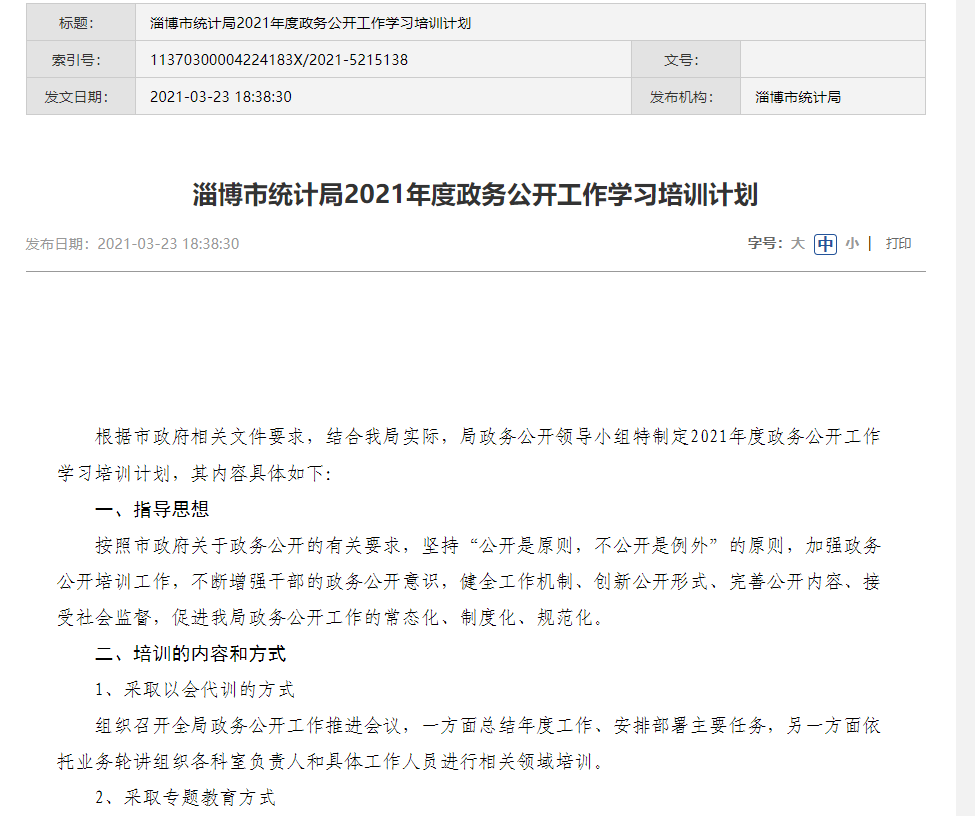 标题： 淄博市统计局2021年度政务公开工作学习培训计划
索引号： 11370300004224183X/2021-5215138 文号：
发文日期： 2021-03-23 18:38:30 发布机构： 淄博市统计局
淄博市统计局2021年度政务公开工作学习培训计划
发布日期：2021-03-23 18:38:30 字号：大 中 小 | 打印
根据市政府相关文件要求，结合我局实际，局政务公开领导小组特制定2021年度政务公开工作
学习培训计划，其内容具体如下：
一、指导思想
按照市政府关于政务公开的有关要求，坚持“公开是原则，不公开是例外”的原则，加强政务
公开培训工作，不断增强干部的政务公开意识，健全工作机制、创新公开形式、完善公开内容、接
受社会监督，促进我局政务公开工作的常态化、制度化、规范化。
二、培训的内容和方式
1、采取以会代训的方式
组织召开全局政务公开工作推进会议，一方面总结年度工作、安排部署主要任务，另一方面依
托业务轮讲组织各科室负责人和具体工作人员进行相关领域培训。
2、采取专题教育方式